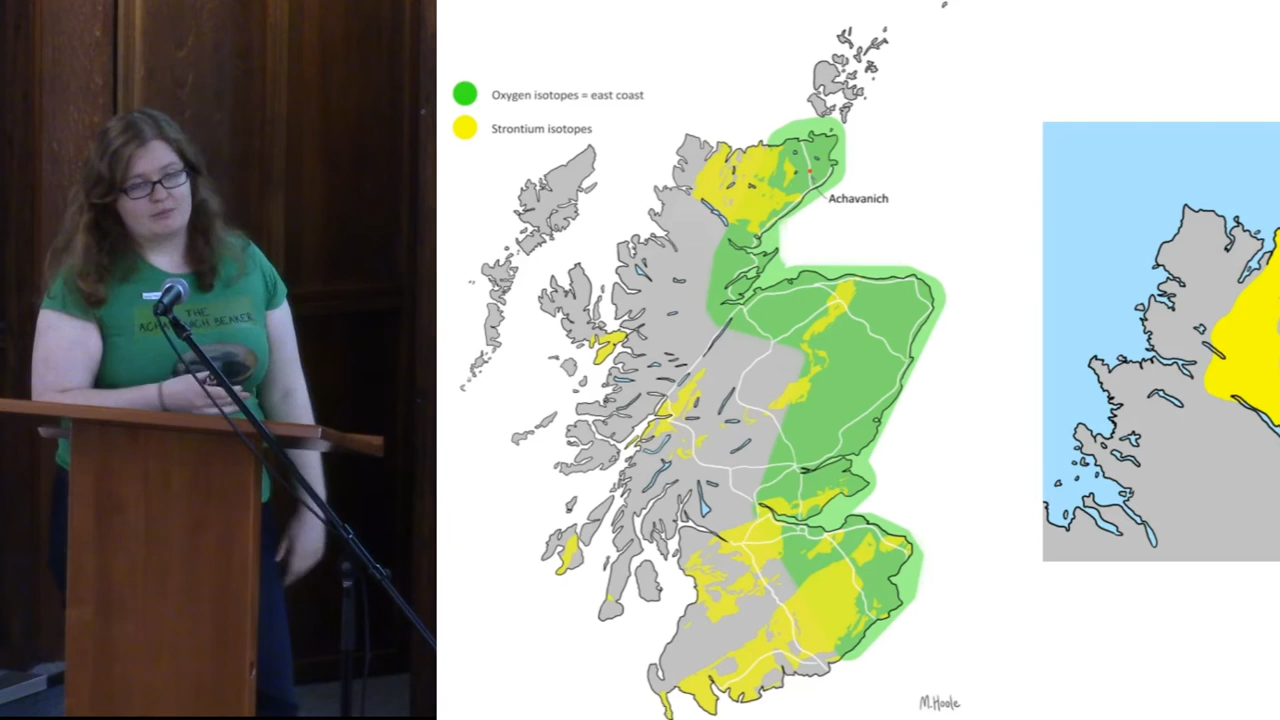 Oxygen isotopes = east coast
Strontium isotopes
Achavanich
THE
ACHAVANICH BEAKER
M.Hoole